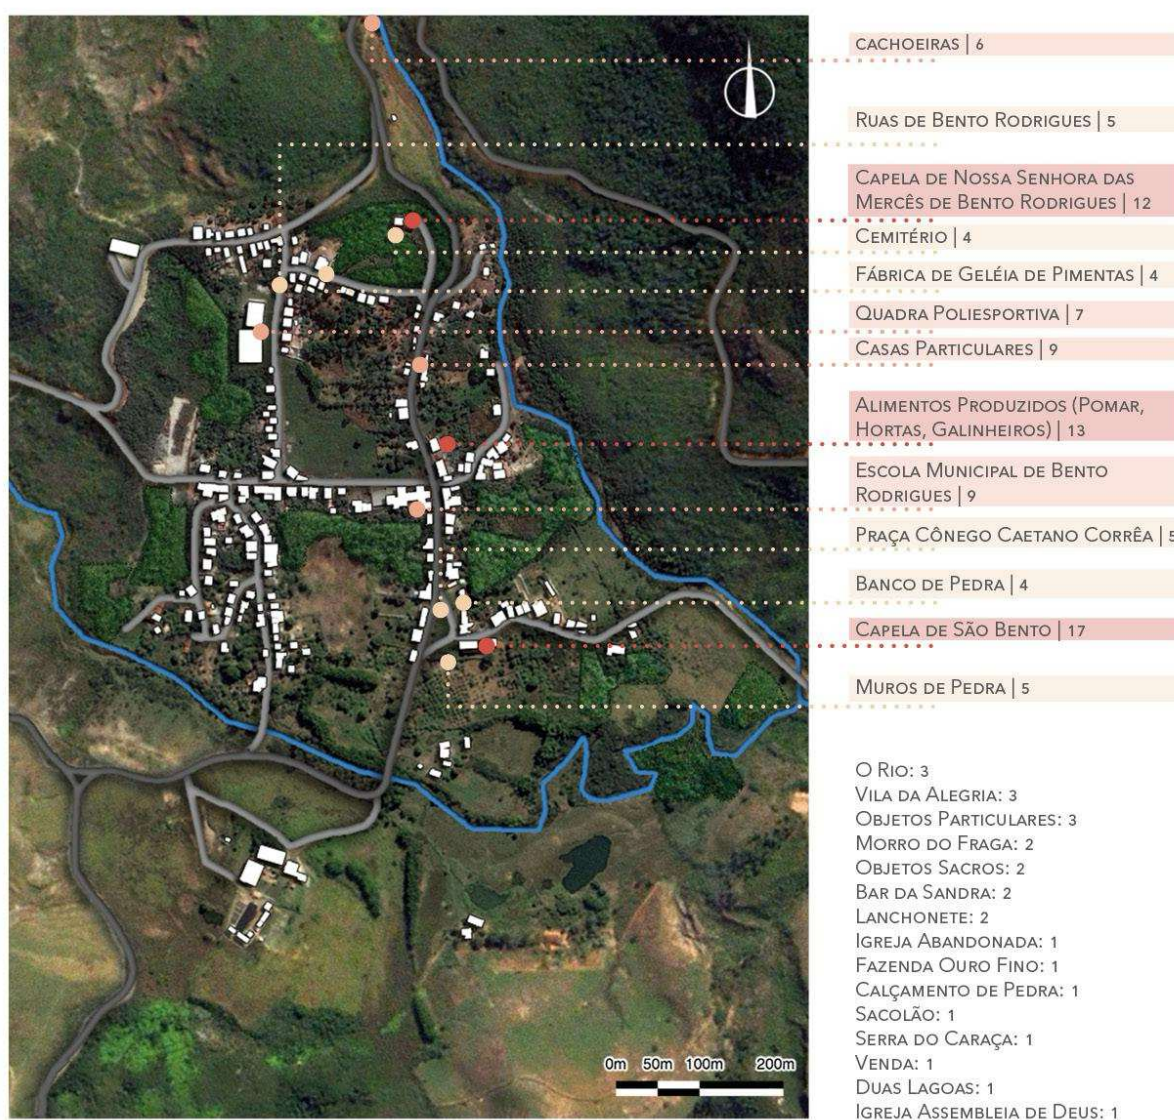 CACHOEIRAS | 6
RUAS DE BENTO RODRIGUES | 5
CAPELA DE NOSSA SENHORA DAS
MERCÊS DE BENTO RODRIGUES | 12
CEMITÉRIO | 4
FÁBRICA DE GELÉIA DE PIMENTAS | 4
QUADRA POLIESPORTIVA | 7
CASAS PARTICULARES | 9
ALIMENTOS PRODUZIDOS (POMAR,
HORTAS, GALINHEIROS) | 13
ESCOLA MUNICIPAL DE BENTO
RODRIGUES | 9
PRAÇA CÔNEGO CAETANO CORRÊA | 5
BANCO DE PEDRA | 4
CAPELA DE SÃO BENTO | 17
MUROS DE PEDRA | 5
O RIO: 3
VILA DA ALEGRIA: 3
OBJETOS PARTICULARES: 3
MORRO DO FRAGA: 2
OBJETOS SACROS: 2
BAR DA SANDRA: 2
LANCHONETE: 2
IGREJA ABANDONADA: 1
FAZENDA OURO FINO: 1
CALÇAMENTO DE PEDRA: 1
SACOLÃO: 1
SERRA DO CARAÇA: 1
VENDA: 1
DUAS LAGOAS: 1
IGREJA ASSEMBLEIA DE DEUS: 1
0m 50m 100m 200m